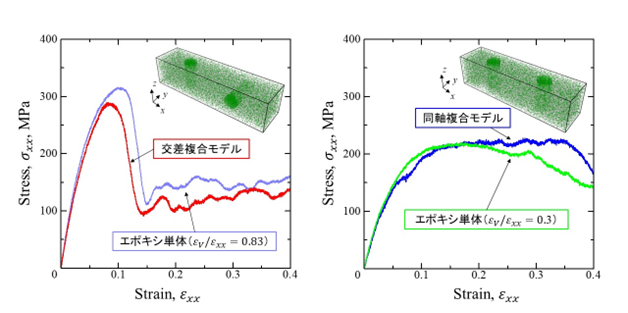 400
300
200
100
0
Stress, σxx, MPa
0 0.1 0.2 0.3 0.4
Strain, εxx
z
y
x
交差複合モデル
エポキシ単体(εV/εxx = 0.83)
400
300
200
100
0
Stress, σxx, MPa
0 0.1 0.2 0.3 0.4
Strain, εxx
z
y
x
同軸複合モデル
エポキシ単体(εV/εxx = 0.3)